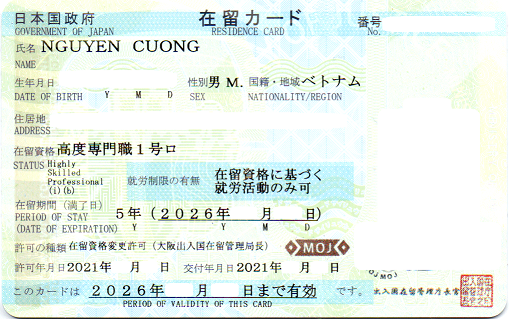 日本国政府 在留カード 番号
GOVERNMENT OF JAPAN RESIDENCE CARD No.
氏名 NGUYEN CUONG
NAME
生年月日 性別 男 M. 国籍・地域 ベトナム
DATE OF BIRTH Y M D SEX NATIONALITY/REGION
住居地
ADDRESS
在留資格 高度専門職1号ロ
STATUS Highly Skilled Professional (i)(b)
就労制限の有無 在留資格に基づく就労活動のみ可
在留期間(満了日) 5年(2026年 月 日)
PERIOD OF STAY
(DATE OF EXPIRATION) Y M D
許可の種類 在留資格変更許可(大阪出入国在留管理局長)
MOJ
許可年月日 2021年 月 日 交付年月日 2021年 月 日
MOJ
このカードは 2026年 月 日まで有効 です。
PERIOD OF VALIDITY OF THIS CARD
出入国在留管理庁長官